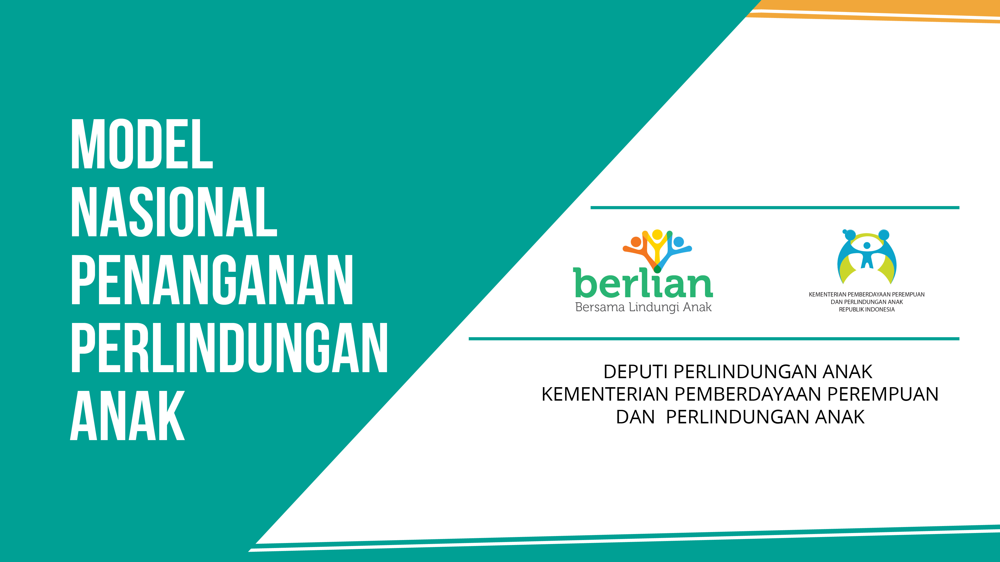 MODEL
NASIONAL
PENANGANAN
PERLINDUNGAN
ANAK
berlian
Bersama Lindungi Anak
KEMENTERIAN PEMBERDAYAAN PEREMPUAN
DAN PERLINDUNGAN ANAK
REPUBLIK INDONESIA
DEPUTI PERLINDUNGAN ANAK
KEMENTERIAN PEMBERDAYAAN PEREMPUAN
DAN  PERLINDUNGAN ANAK